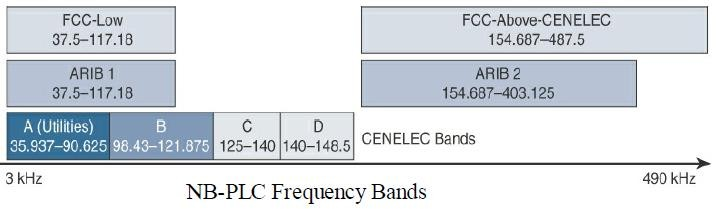 FCC-Low
37.5–117.18
FCC-Above-CENELEC
154.687–487.5
ARIB 1
37.5–117.18
ARIB 2
154.687–403.125
A (Utilities)
35.937–90.625
B
98.43–121.875
C
125–140
D
140–148.5
CENELEC Bands
3 kHz
490 kHz
NB-PLC Frequency Bands